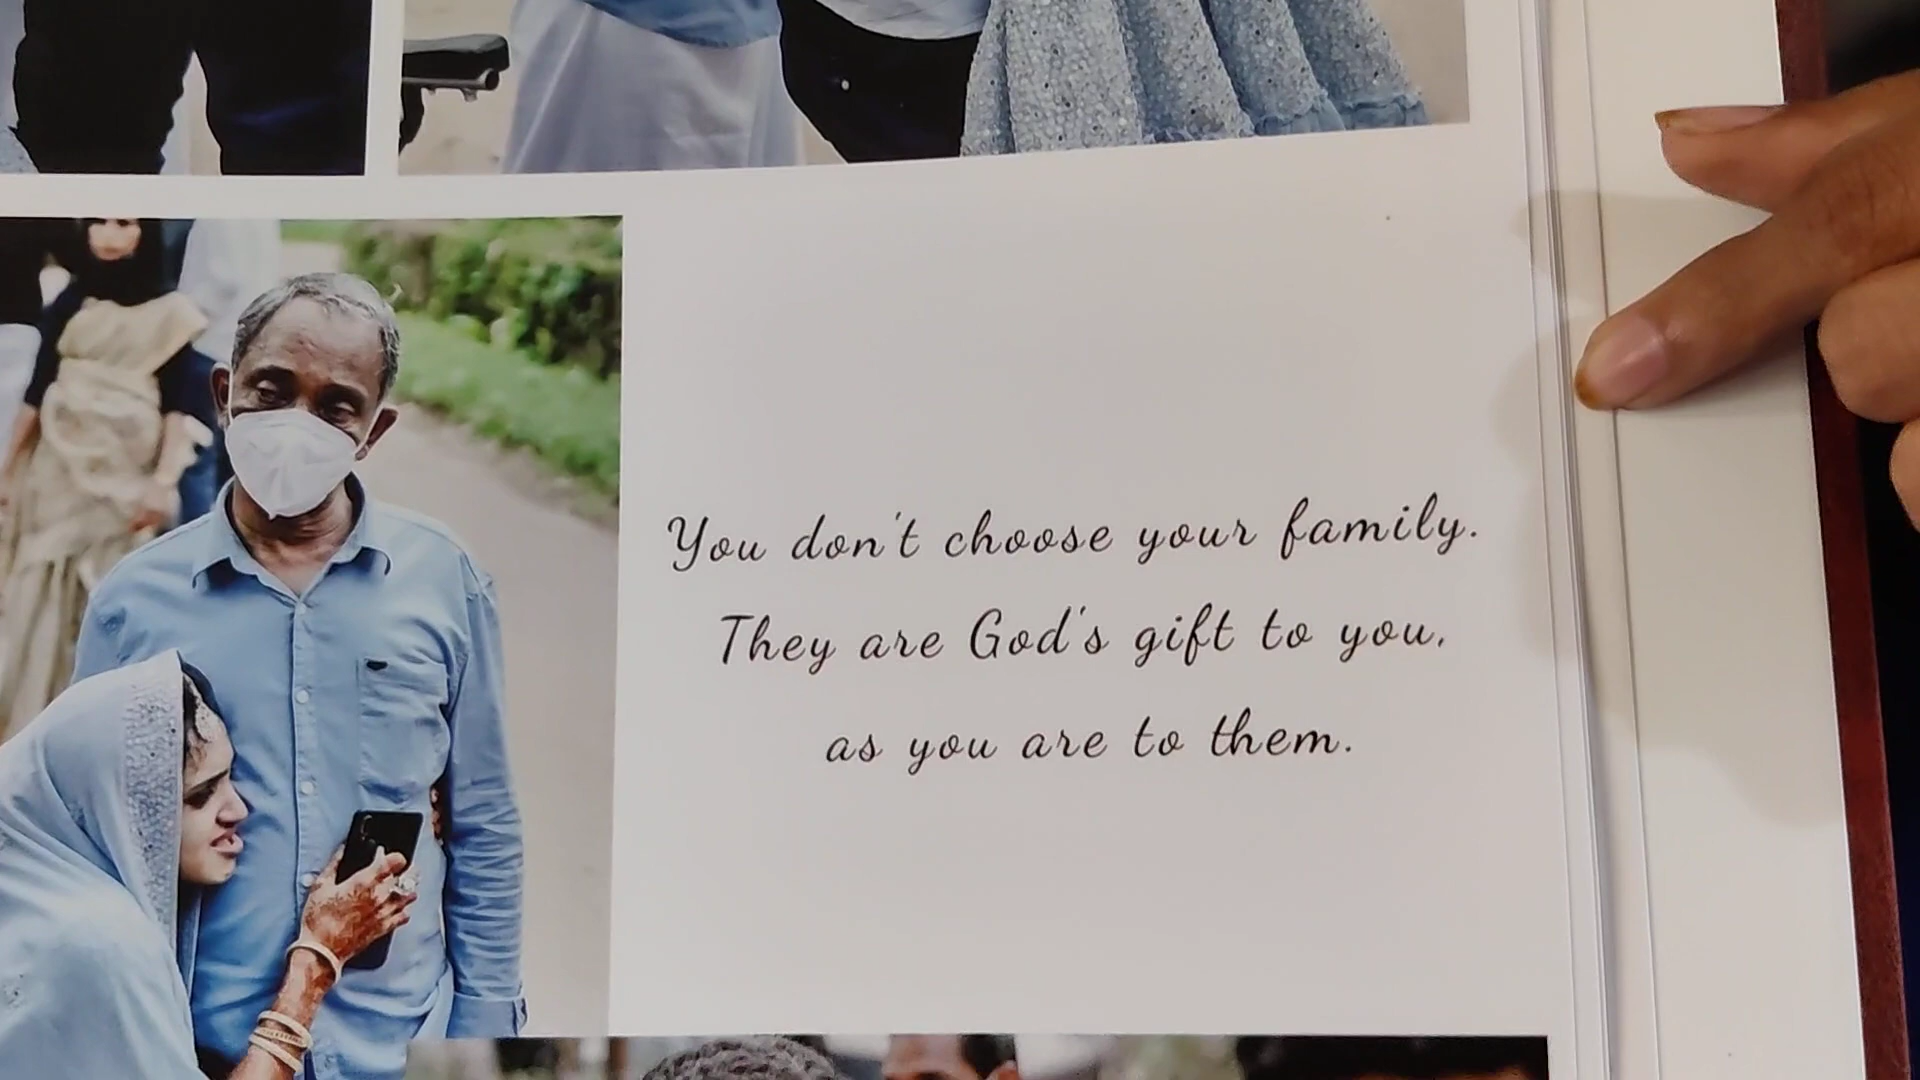 You don't choose your family.
They are God's gift to you,
as you are to them.